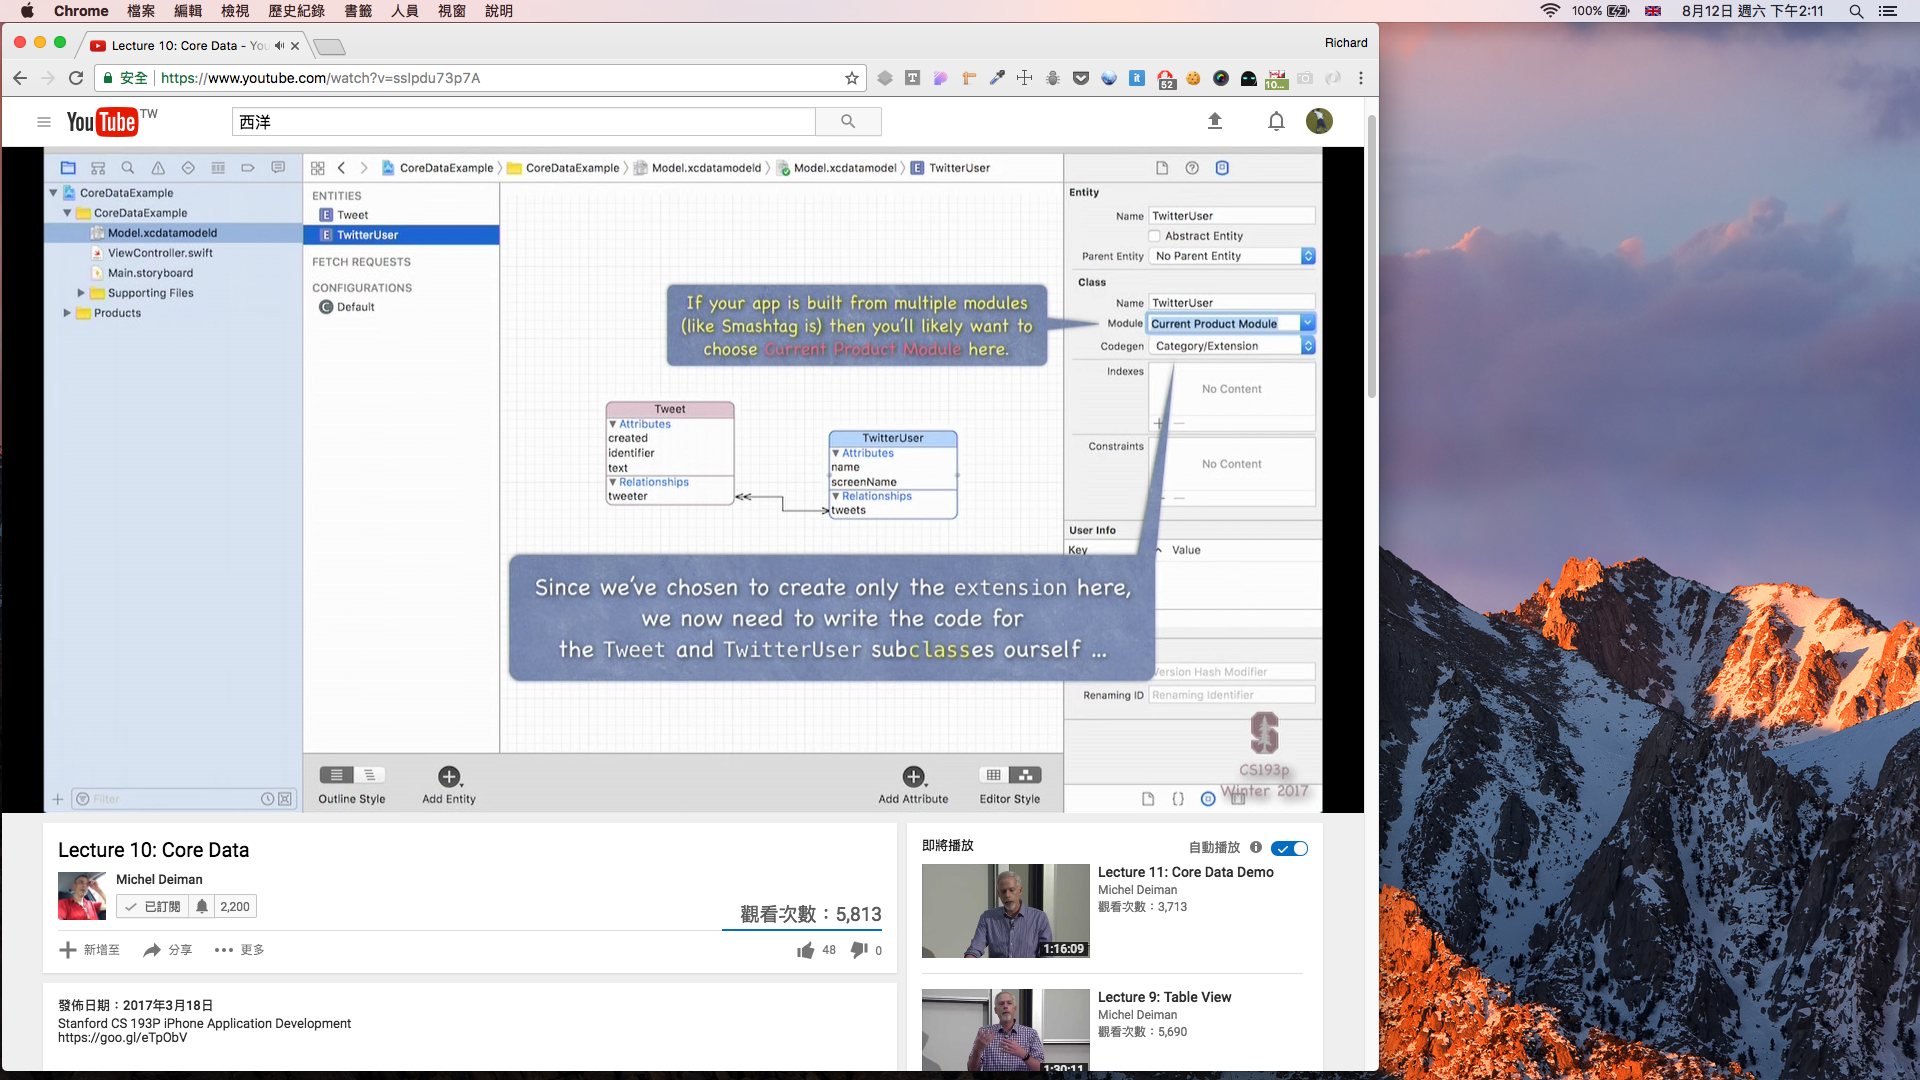 Chrome 檔案 編輯 檢視 歷史紀錄 書籤 人員 視窗 說明 100% 8月12日 週六 下午2:11
Lecture 10: Core Data - You Richard
安全 https://www.youtube.com/watch?v=ssIpdu73p7A 52 10...
YouTube TW 西洋
CoreDataExample CoreDataExample Model.xcdatamodeld Model.xcdatamodel E TwitterUser
CoreDataExample
CoreDataExample
Model.xcdatamodeld
ViewController.swift
Main.storyboard
Supporting Files
Products
Filter
ENTITIES
E Tweet
E TwitterUser
FETCH REQUESTS
CONFIGURATIONS
C Default
If your app is built from multiple modules
(like Smashtag is) then you'll likely want to
choose Current Product Module here.
Tweet
Attributes
created
identifier
text
Relationships
tweeter
TwitterUser
Attributes
name
screenName
Relationships
tweets
Since we've chosen to create only the extension here,
we now need to write the code for
the Tweet and TwitterUser subclasses ourself ...
Outline Style Add Entity Add Attribute Editor Style
Entity
Name TwitterUser
Abstract Entity
Parent Entity No Parent Entity
Class
Name TwitterUser
Module Current Product Module
Codegen Category/Extension
Indexes No Content
Constraints No Content
User Info
Key Value
Version Hash Modifier
Renaming ID Renaming Identifier
CS193p
Winter 2017
Lecture 10: Core Data
Michel Deiman
已訂閱 2,200
觀看次數：5,813
新增至 分享 更多 48 0
發佈日期：2017年3月18日
Stanford CS 193P iPhone Application Development
https://goo.gl/eTpObV
即將播放 自動播放
Lecture 11: Core Data Demo
Michel Deiman
觀看次數：3,713
1:16:09
Lecture 9: Table View
Michel Deiman
觀看次數：5,690
1:30:11